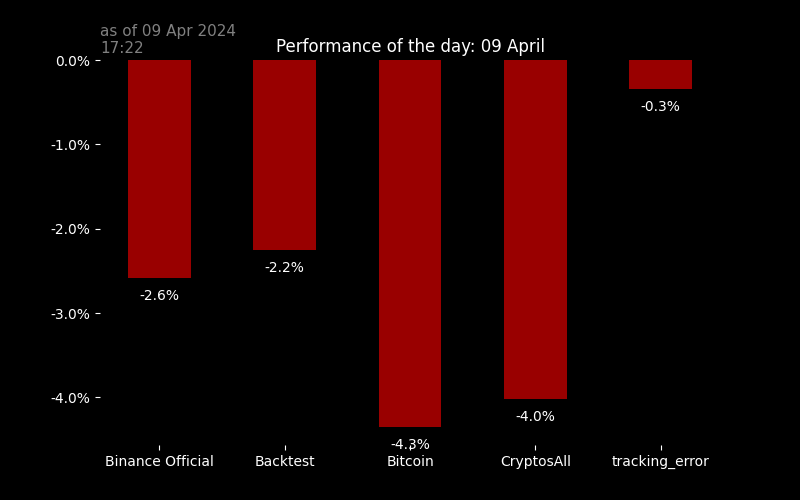 as of 09 Apr 2024
17:22
Performance of the day: 09 April
0.0%
-1.0%
-2.0%
-3.0%
-4.0%
-2.6%
-2.2%
-4.3%
-4.0%
-0.3%
Binance Official
Backtest
Bitcoin
CryptosAll
tracking_error